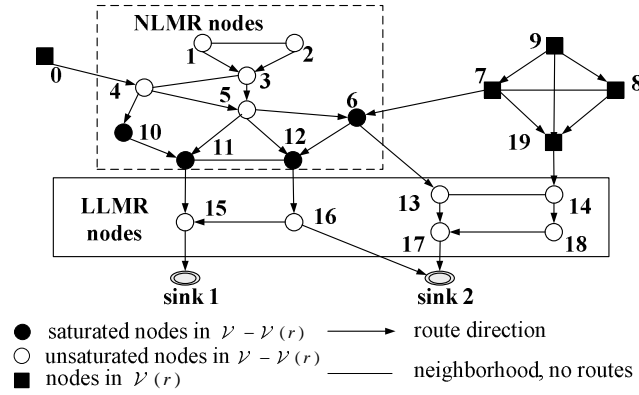 NLMR nodes
1
2
9
0
3
7
8
4
5
6
10
12
19
11
13
14
LLMR
nodes
15
16
17
18
sink 1
sink 2
saturated nodes in 𝒱 − 𝒱(r)
route direction
unsaturated nodes in 𝒱 − 𝒱(r)
nodes in 𝒱(r)
neighborhood, no routes